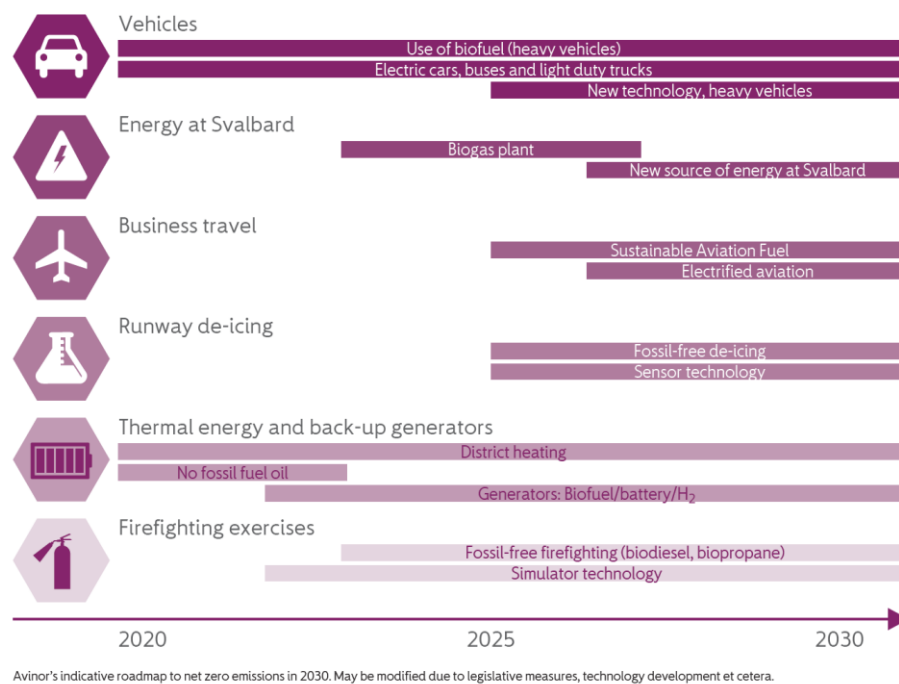 Vehicles
Use of biofuel (heavy vehicles)
Electric cars, buses and light duty trucks
New technology, heavy vehicles
Energy at Svalbard
Biogas plant
New source of energy at Svalbard
Business travel
Sustainable Aviation Fuel
Electrified aviation
Runway de-icing
Fossil-free de-icing
Sensor technology
Thermal energy and back-up generators
District heating
No fossil fuel oil
Generators: Biofuel/battery/H₂
Firefighting exercises
Fossil-free firefighting (biodiesel, biopropane)
Simulator technology
2020 2025 2030
Avinor's indicative roadmap to net zero emissions in 2030. May be modified due to legislative measures, technology development et cetera.